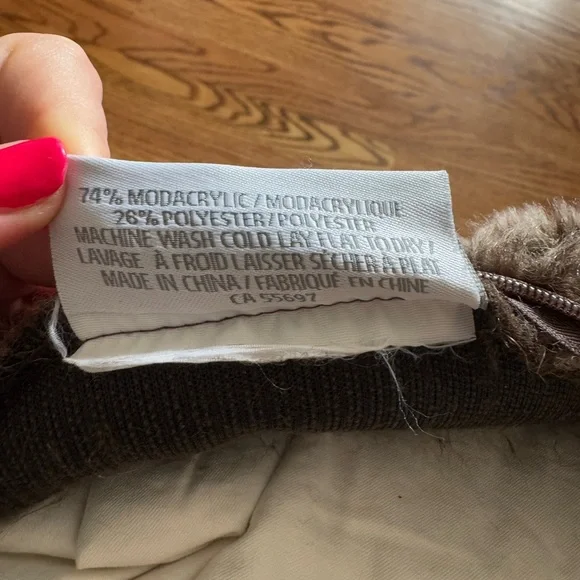 74% MODACRYLIC / MODACRYLIQUE
26% POLYESTER / POLYESTER
MACHINE WASH COLD LAY FLAT TO DRY /
LAVAGE À FROID LAISSER SÉCHER À PLAT
MADE IN CHINA / FABRIQUÉ EN CHINE
CA 55697